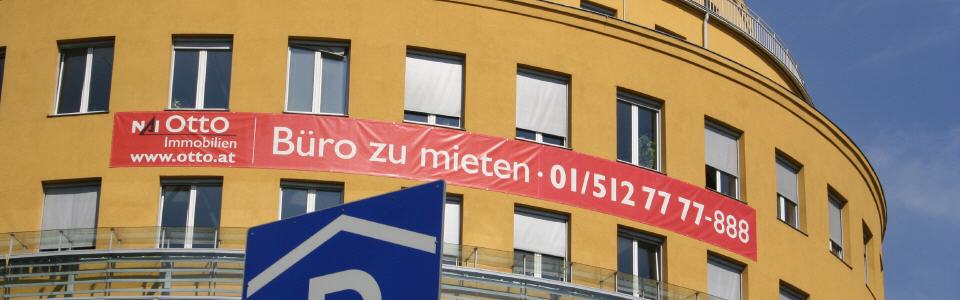 NAI Otto
Immobilien
www.otto.at
Büro zu mieten · 01/512 77 77-888
P